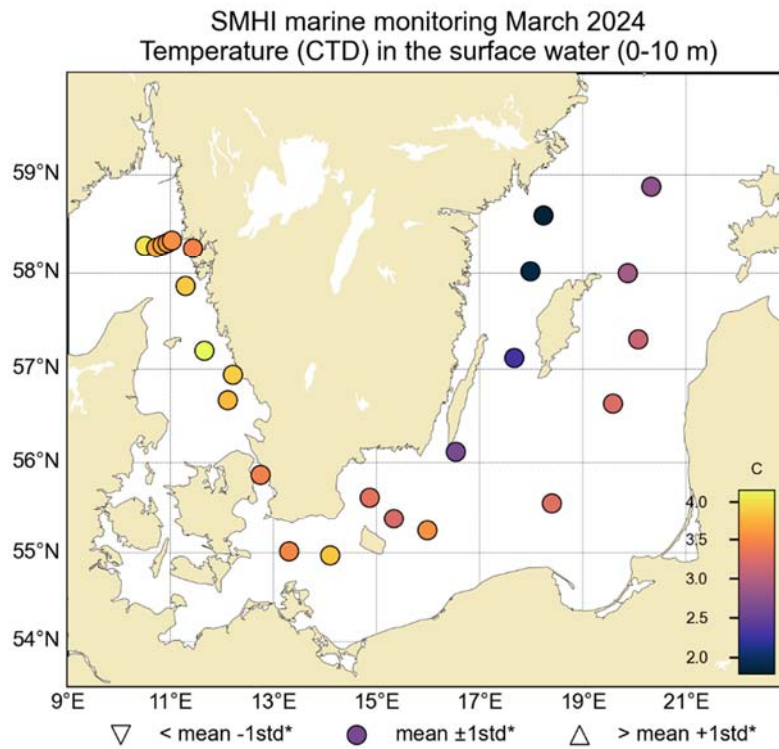 SMHI marine monitoring March 2024
Temperature (CTD) in the surface water (0-10 m)
59°N
58°N
57°N
56°N
55°N
54°N
C
4.0
3.5
3.0
2.5
2.0
9°E 11°E 13°E 15°E 17°E 19°E 21°E
< mean -1std* mean ±1std* > mean +1std*